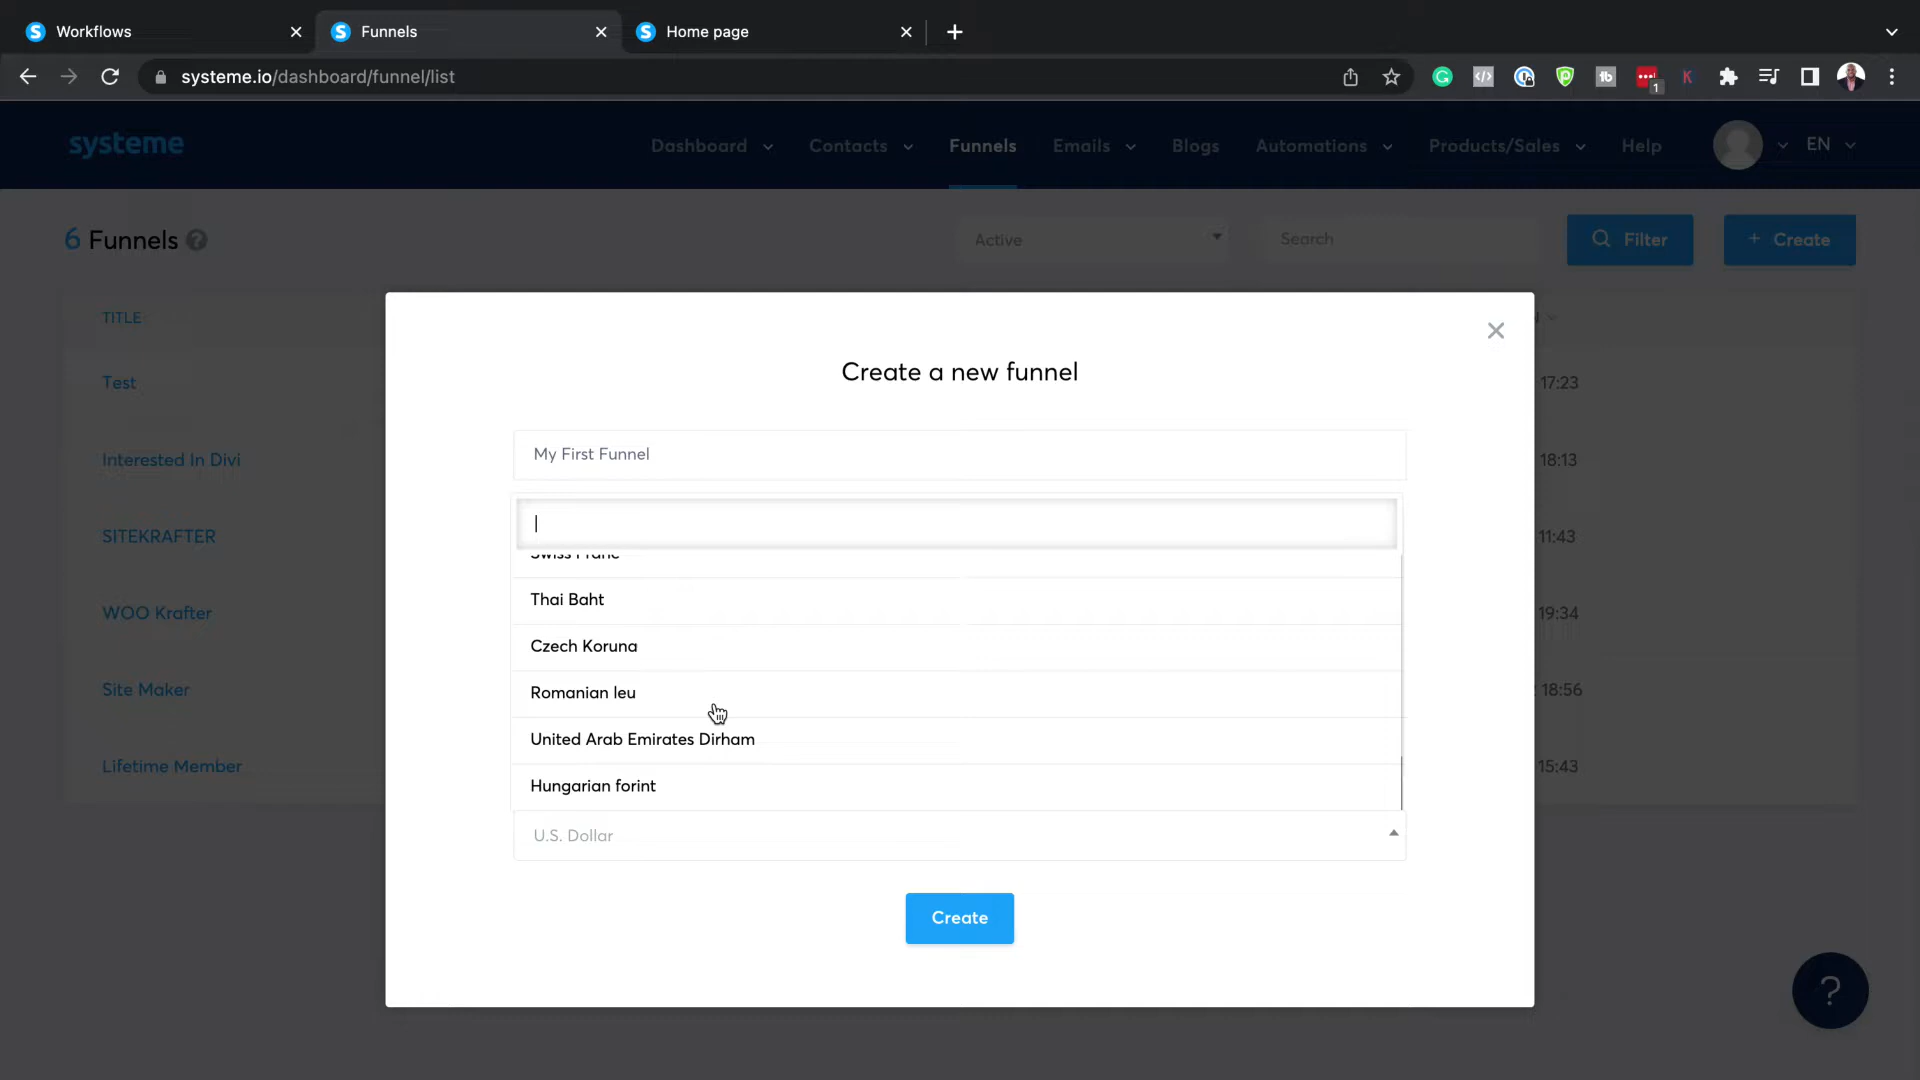 Workflows
Funnels
Home page
systeme.io/dashboard/funnel/list
1
systeme
Dashboard
Contacts
Funnels
Emails
Blogs
Automations
Products/Sales
Help
EN
6 Funnels
Active
Search
Filter
+ Create
TITLE
Test
17:23
Interested In Divi
18:13
SITEKRAFTER
11:43
WOO Krafter
19:34
Site Maker
18:56
Lifetime Member
15:43
Create a new funnel
My First Funnel
Swiss Franc
Thai Baht
Czech Koruna
Romanian leu
United Arab Emirates Dirham
Hungarian forint
U.S. Dollar
Create
?